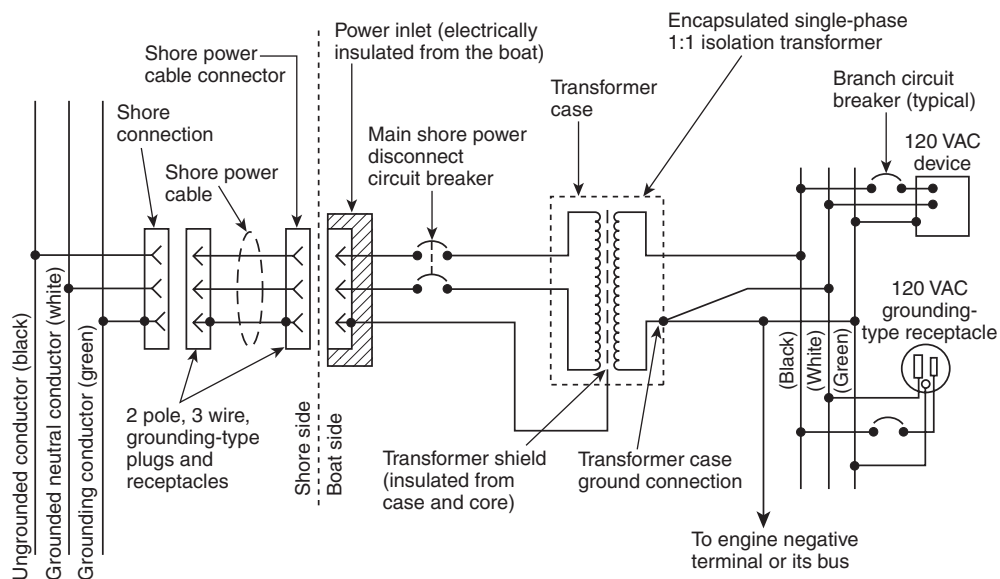 Encapsulated single-phase
1:1 isolation transformer
Power inlet (electrically
insulated from the boat)
Shore power
cable connector
Transformer
case
Branch circuit
breaker (typical)
Shore
connection
Main shore power
disconnect
circuit breaker
120 VAC
device
Shore power
cable
120 VAC
grounding-
type receptacle
Ungrounded conductor (black)
Grounded neutral conductor (white)
Grounding conductor (green)
(Black)
(White)
(Green)
2 pole, 3 wire,
grounding-type
plugs and
receptacles
Shore side
Boat side
Transformer shield
(insulated from
case and core)
Transformer case
ground connection
To engine negative
terminal or its bus